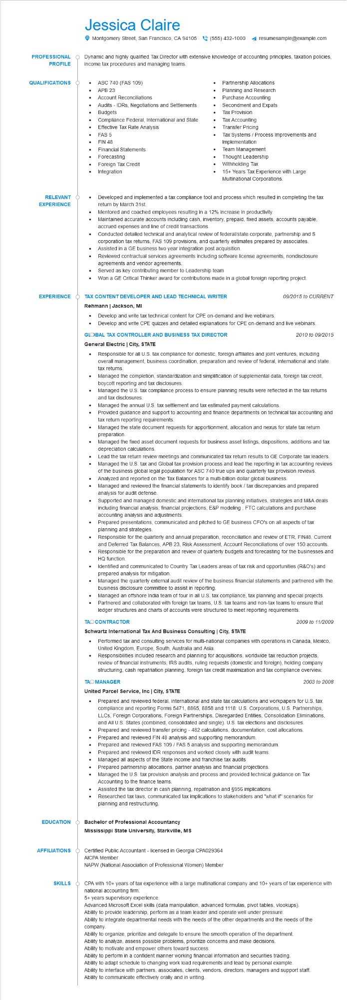 Jessica Claire
Montgomery Street, San Francisco, CA 94105 (555) 432-1000 resumesample@example.com
PROFESSIONAL PROFILE
Dynamic and highly qualified Tax Director with extensive knowledge of accounting principles, taxation policies,
income tax procedures and managing teams.
QUALIFICATIONS
• ASC 740 (FAS 109)
• APB 23
• Account Reconciliations
• Audits - IDRs, Negotiations and Settlements
• Budgets
• Compliance Federal, International and State
• Effective Tax Rate Analysis
• FAS 5
• FIN 48
• Financial Statements
• Forecasting
• Foreign Tax Credit
• Integration
• Partnership Allocations
• Planning and Research
• Purchase Accounting
• Secondment and Expats
• Tax Provision
• Tax Accounting
• Transfer Pricing
• Tax Systems / Process Improvements and
Implementation
• Team Management
• Thought Leadership
• Withholding Tax
• 15+ Years Tax Experience with Large
Multinational Corporations.
RELEVANT
EXPERIENCE
• Developed and implemented a tax compliance tool and process which resulted in completing the tax
return by March 31st.
• Mentored and coached employees resulting in a 12% increase in productivity.
• Maintained accurate accounts including cash, inventory, prepaid, fixed assets, accounts payable,
accrued expenses and line of credit transactions.
• Conducted detailed technical and analytical review of federal/state corporate, partnership and S
corporation tax returns, FAS 109 provisions, and quarterly estimates prepared by associates.
• Assisted in a GE business two year integration post acquisition.
• Reviewed contractual services agreements including software license agreements, nondisclosure
agreements and vendor agreements.
• Served as key contributing member to Leadership team
• Won a GE Critical Thinker award for contributions made in a global foreign reporting project.
EXPERIENCE
TAX CONTENT DEVELOPER AND LEAD TECHNICAL WRITER 09/2015 to CURRENT
Rehmann | Jackson, MI
• Develop and write tax technical content for CPE on-demand and live webinars.
• Develop and write CPE quizzes and detailed explanations for CPE on-demand and live webinars.
GLOBAL TAX CONTROLLER AND BUSINESS TAX DIRECTOR 2010 to 09/2015
General Electric | City, STATE
• Responsible for all U.S. tax compliance for domestic, foreign affiliates and joint ventures, including
overall management, business coordination, preparation and review of federal, international and state
tax returns.
• Managed the completion, standardization and simplification of supplemental data, foreign tax credit,
boycott reporting and tax disclosures.
• Managed the U.S. tax compliance process to ensure planning results were reflected in the tax returns
and tax disclosures.
• Managed the annual U.S. tax settlement and tax estimated payment calculations.
• Provided guidance and support to accounting and finance departments on technical tax accounting and
tax return reporting requirements.
• Managed the state document requests for apportionment, allocation and nexus for state tax return
preparation.
• Managed the fixed asset document requests for business asset listings, dispositions, additions and tax
depreciation calculations.
• Lead the tax return review meetings and communicated tax return results to GE Corporate tax leaders.
• Managed the U.S. tax and Global tax provision process and lead the reporting in tax accounting reviews
of the business global legal population for ASC 740 true ups and quarterly tax provision reviews.
• Analyzed and reported on the Tax Balances for a multi-billion dollar global business.
• Managed and reviewed the financial statements to identify book / tax discrepancies and prepared
analysis for audit defense.
• Supported and managed domestic and international tax planning initiatives, strategies and M&A deals
including financial analysis, financial projections, E&P modeling , FTC calculations and purchase
accounting analysis and adjustments.
• Prepared presentations, communicated and pitched to GE business CFO's on all aspects of tax
planning and strategies.
• Responsible for the quarterly and annual preparation, reconciliation and review of ETR, FIN48, Current
and Deferred Tax Balances, APB 23, Risk Assessment, Account Reconciliations of over 150 accounts.
• Responsible for the preparation and review of quarterly budgets and forecasting for the businesses and
HQ function.
• Identified and communicated to Country Tax Leaders areas of tax risk and opportunities (R&O's) and
prepared analysis for mitigation.
• Managed the quarterly external audit review of the business financial statements and partnered with the
business disclosure committee to assist in reporting.
• Managed an offshore India team of four in all U.S. tax compliance, tax planning and special projects.
• Partnered and collaborated with foreign tax teams, U.S. tax teams and non-tax teams to ensure that
ledger structures and charts of accounts were structured to meet reporting requirements.
TAX CONTRACTOR 2009 to 11/2009
Schwartz International Tax And Business Consulting | City, STATE
• Performed tax and consulting services for multi-national companies with operations in Canada, Mexico,
United Kingdom, Europe, South, Australia and Asia.
• Responsibilities included research and planning for acquisitions, worldwide tax reduction projects,
review of financial instruments, IRS audits, ruling requests (domestic and foreign), holding company
structuring, cash repatriation planning, foreign tax credit maximization and tax compliance overview.
TAX MANAGER 2003 to 2008
United Parcel Service, Inc | City, STATE
• Prepared and reviewed federal, international and state tax calculations and workpapers for U.S. tax
compliance and reporting Forms 5471, 8865, 8858 and 1118: U.S. Corporations, U.S. Partnerships,
LLCs, Foreign Corporations, Foreign Partnerships, Disregarded Entities, Consolidation Eliminations,
and All U.S. States (combined, consolidated and single). U.S. tax elections and disclosures.
• Prepared and reviewed transfer pricing - 482 calculations, documentation, cost allocations.
• Prepared and reviewed FIN 48 analysis and supporting memorandum.
• Prepared and reviewed FAS 109 / FAS 5 analysis and supporting memorandum.
• Prepared and reviewed IDR responses and worked closely with audit teams.
• Managed all aspects of the State income and franchise tax audits
• Prepared partnership allocations, partner analysis and financial projections.
• Managed the U.S. tax provision analysis and process and provided technical guidance on Tax
Accounting to the finance teams.
• Assisted the tax director in cash planning, repatriation and §956 implications.
• Researched tax laws, communicated tax implications to stakeholders and "what if" scenarios for
planning and restructuring.
EDUCATION
Bachelor of Professional Accountancy
Mississippi State University, Starkville, MS
AFFILIATIONS
Certified Public Accountant - licensed in Georgia CPA029364
AICPA Member
NAPW (National Association of Professional Women) Member
SKILLS
CPA with 10+ years of tax experience with a large multinational company and 10+ years of tax experience with
national accounting firm.
5+ years supervisory experience.
Advanced Microsoft Excel skills (data manipulation, advanced formulas, pivot tables, vlookups).
Ability to provide leadership, perform as a team leader and operate well under pressure.
Ability to integrate departmental needs with the needs of the other departments and the needs of the
company.
Ability to organize, prioritize and delegate to ensure the smooth operation of the department.
Ability to analyze, assess possible problems, prioritize concerns and make decisions.
Ability to motivate and empower others toward success.
Ability to perform in a confident manner working financial information and securities trading.
Ability to adapt schedule to changing work load requirements and lead by personal example.
Ability to interface with partners, associates, clients, vendors, directors, managers and support staff.
Ability to communicate effectively orally and in writing.